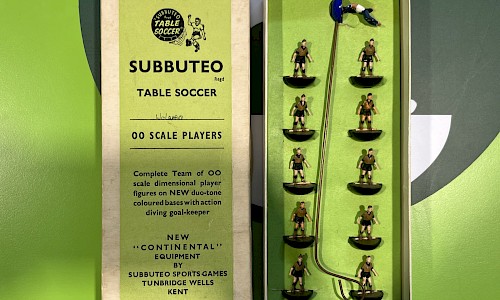 "SUBBUTEO"
TABLE
SOCCER
SUBBUTEO
Regd
TABLE SOCCER
OO SCALE PLAYERS
Complete Team of OO
scale dimensional player
figures on NEW duo-tone
coloured bases with action
diving goal-keeper
NEW
"CONTINENTAL"
EQUIPMENT
BY
SUBBUTEO SPORTS GAMES
TUNBRIDGE WELLS
KENT